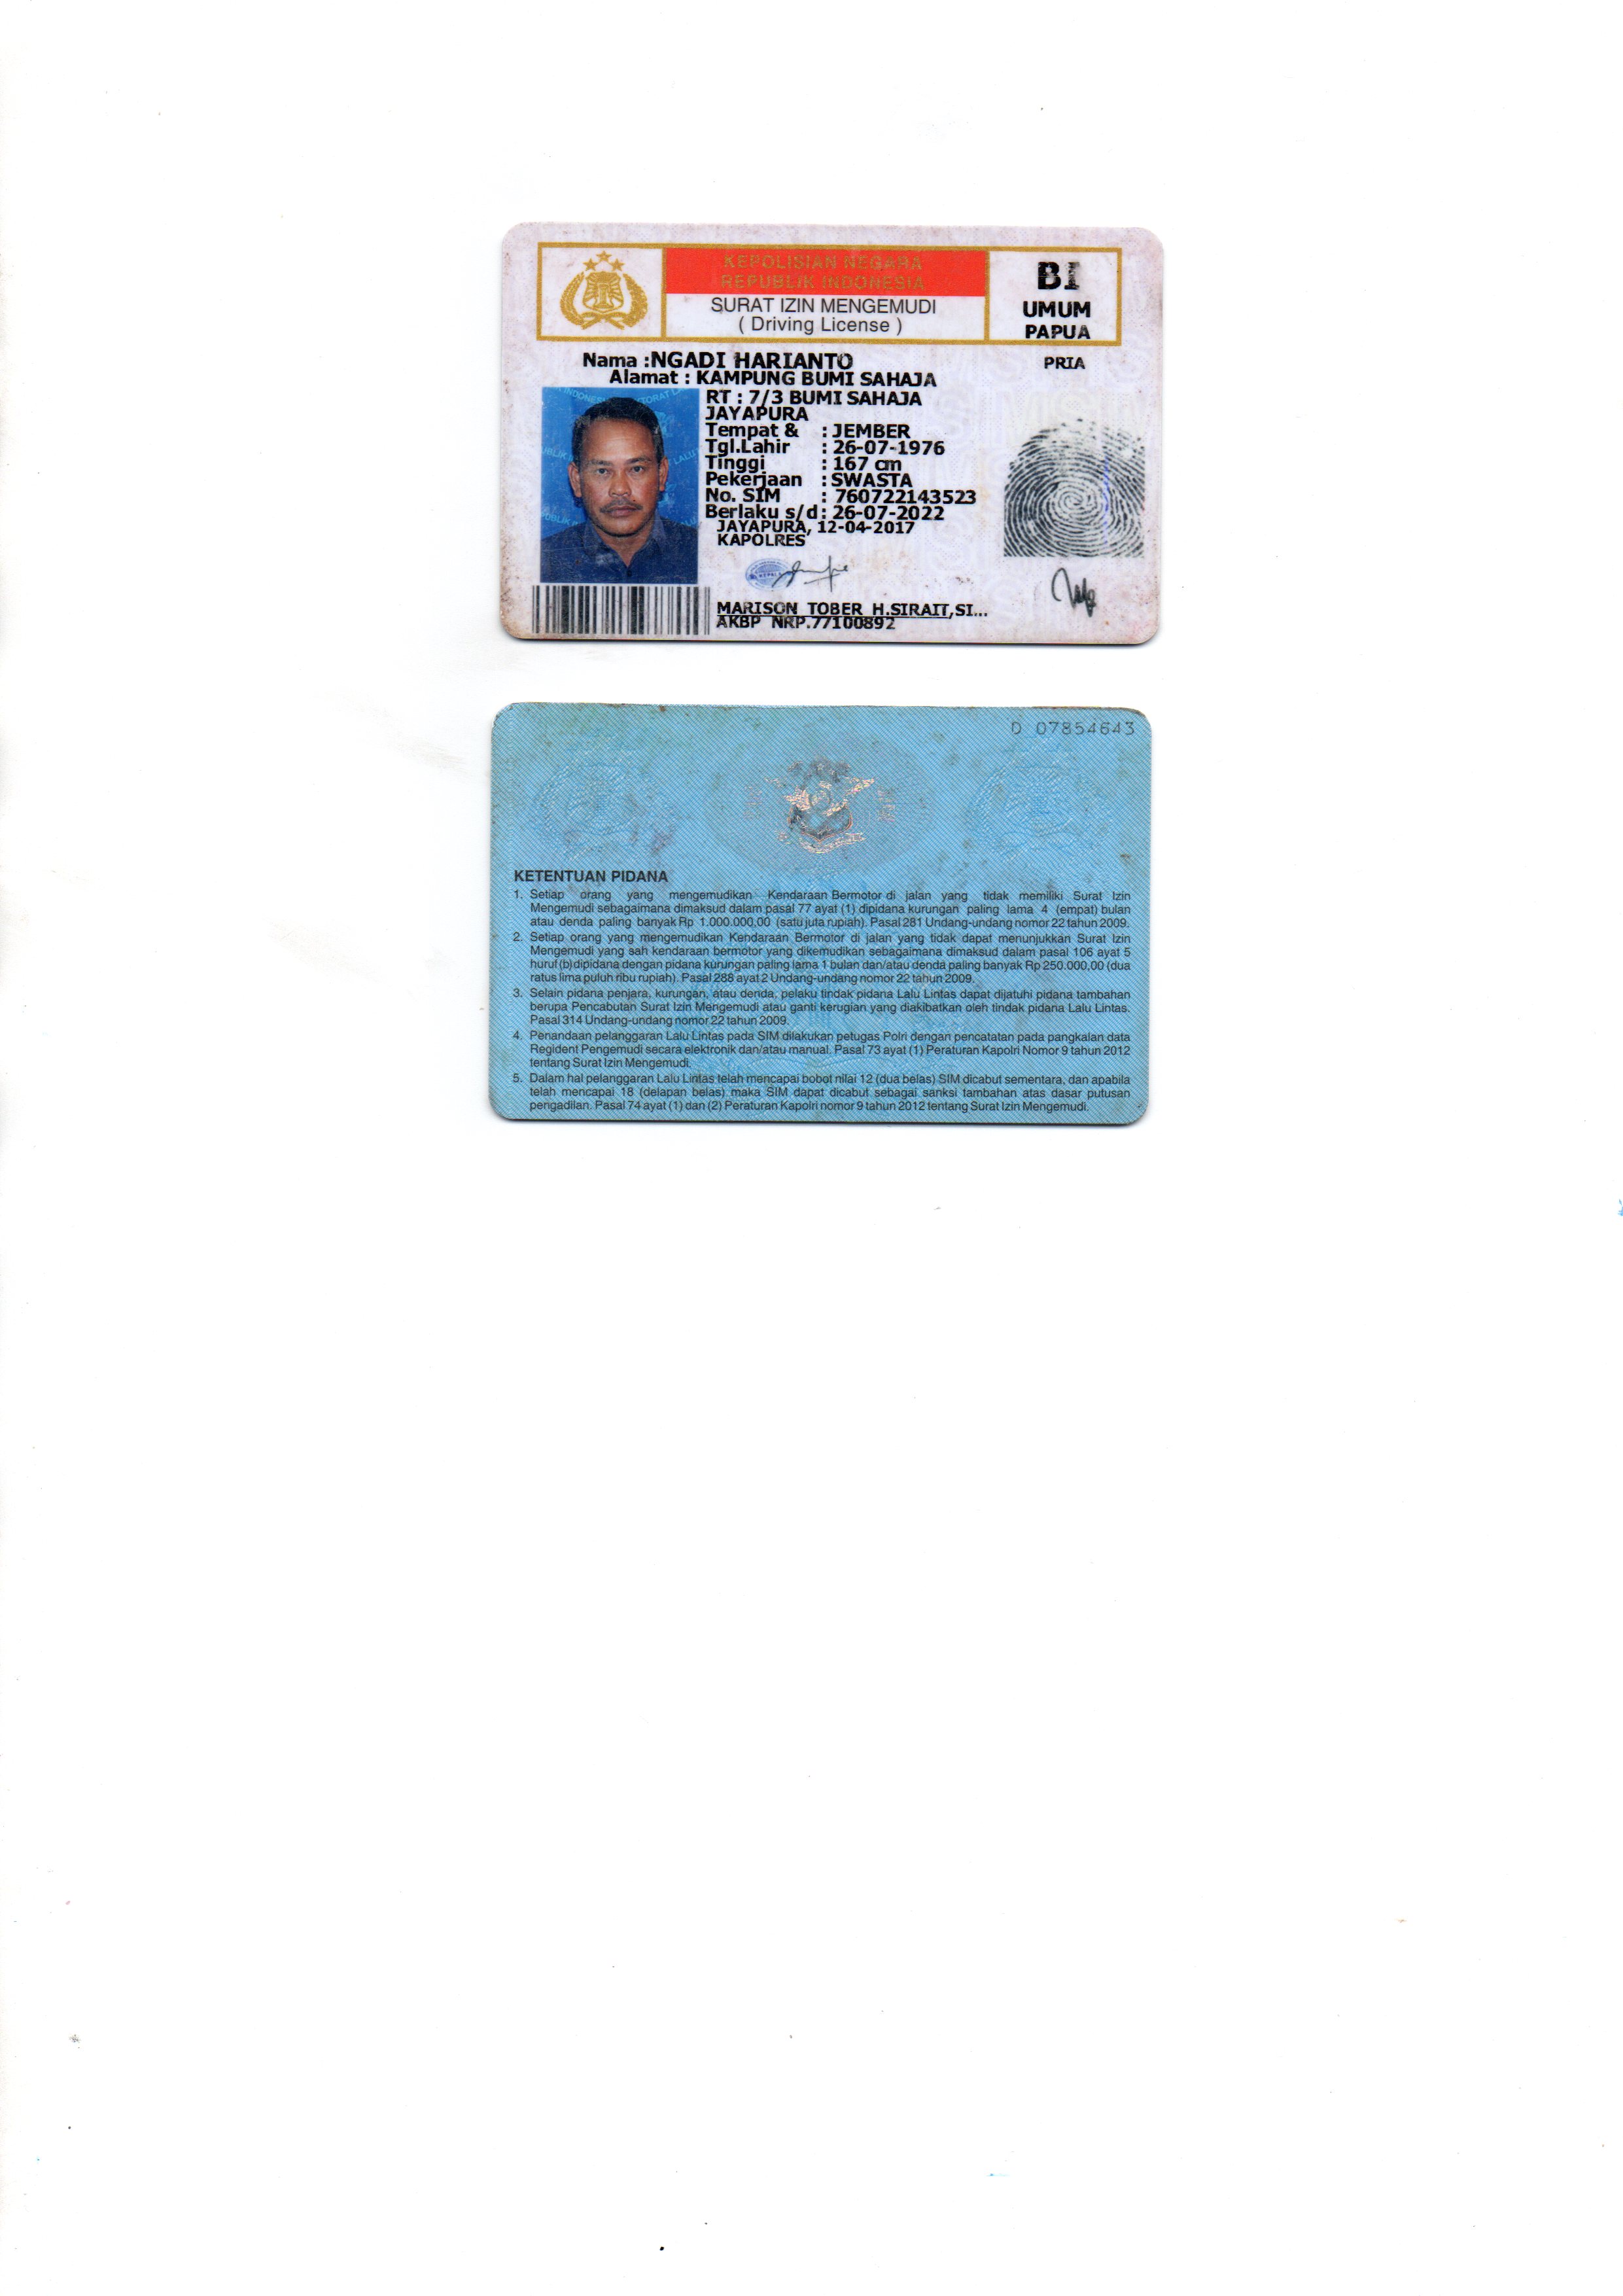 KEPOLISIAN NEGARA
REPUBLIK INDONESIA
SURAT IZIN MENGEMUDI
( Driving License )
BI
UMUM
PAPUA
PRIA
Nama :NGADI HARIANTO
Alamat : KAMPUNG BUMI SAHAJA
RT : 7/3 BUMI SAHAJA
JAYAPURA
Tempat & : JEMBER
Tgl.Lahir : 26-07-1976
Tinggi : 167 cm
Pekerjaan : SWASTA
No. SIM : 760722143523
Berlaku s/d : 26-07-2022
JAYAPURA, 12-04-2017
KAPOLRES
MARISON TOBER H.SIRAIT,SI...
AKBP NRP.77100892
D 07854643
KETENTUAN PIDANA
1. Setiap orang yang mengemudikan Kendaraan Bermotor di jalan yang tidak memiliki Surat Izin
Mengemudi sebagaimana dimaksud dalam pasal 77 ayat (1) dipidana kurungan paling lama 4 (empat) bulan
atau denda paling banyak Rp 1.000.000,00 (satu juta rupiah). Pasal 281 Undang-undang nomor 22 tahun 2009.
2. Setiap orang yang mengemudikan Kendaraan Bermotor di jalan yang tidak dapat menunjukkan Surat Izin
Mengemudi yang sah kendaraan bermotor yang dikemudikan sebagaimana dimaksud dalam pasal 106 ayat 5
huruf (b) dipidana dengan pidana kurungan paling lama 1 bulan dan/atau denda paling banyak Rp 250.000,00 (dua
ratus lima puluh ribu rupiah). Pasal 288 ayat 2 Undang-undang nomor 22 tahun 2009.
3. Selain pidana penjara, kurungan, atau denda, pelaku tindak pidana Lalu Lintas dapat dijatuhi pidana tambahan
berupa Pencabutan Surat Izin Mengemudi atau ganti kerugian yang diakibatkan oleh tindak pidana Lalu Lintas.
Pasal 314 Undang-undang nomor 22 tahun 2009.
4. Penandaan pelanggaran Lalu Lintas pada SIM dilakukan petugas Polri dengan pencatatan pada pangkalan data
Regident Pengemudi secara elektronik dan/atau manual. Pasal 73 ayat (1) Peraturan Kapolri Nomor 9 tahun 2012
tentang Surat Izin Mengemudi.
5. Dalam hal pelanggaran Lalu Lintas telah mencapai bobot nilai 12 (dua belas) SIM dicabut sementara, dan apabila
telah mencapai 18 (delapan belas) maka SIM dapat dicabut sebagai sanksi tambahan atas dasar putusan
pengadilan. Pasal 74 ayat (1) dan (2) Peraturan Kapolri nomor 9 tahun 2012 tentang Surat Izin Mengemudi.